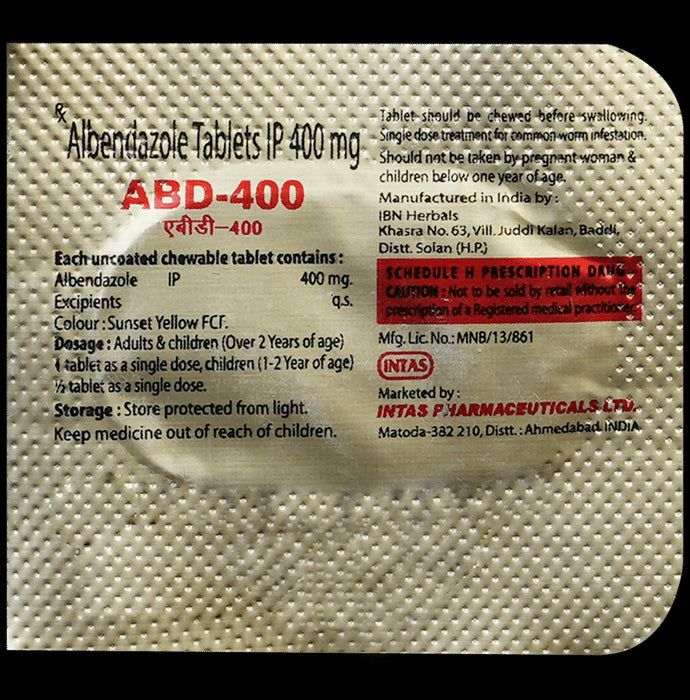 Rx
Albendazole Tablets IP 400 mg
ABD-400
एबीडी-400
Each uncoated chewable tablet contains :
Albendazole IP 400 mg.
Excipients q.s.
Colour : Sunset Yellow FCF.
Dosage : Adults & children (Over 2 Years of age)
1 tablet as a single dose, children (1-2 Year of age)
½ tablet as a single dose.
Storage : Store protected from light.
Keep medicine out of reach of children.
Tablet should be chewed before swallowing.
Single dose treatment for common worm infestation.
Should not be taken by pregnant woman &
children below one year of age.
Manufactured in India by :
IBN Herbals
Khasra No. 63, Vill. Juddi Kalan, Baddi,
Distt. Solan (H.P.)
SCHEDULE H PRESCRIPTION DRUG
CAUTION : Not to be sold by retail without the
prescription of a Registered medical practitioner.
Mfg. Lic. No.: MNB/13/861
INTAS
Marketed by :
INTAS PHARMACEUTICALS LTD.
Matoda-382 210, Distt. : Ahmedabad. INDIA